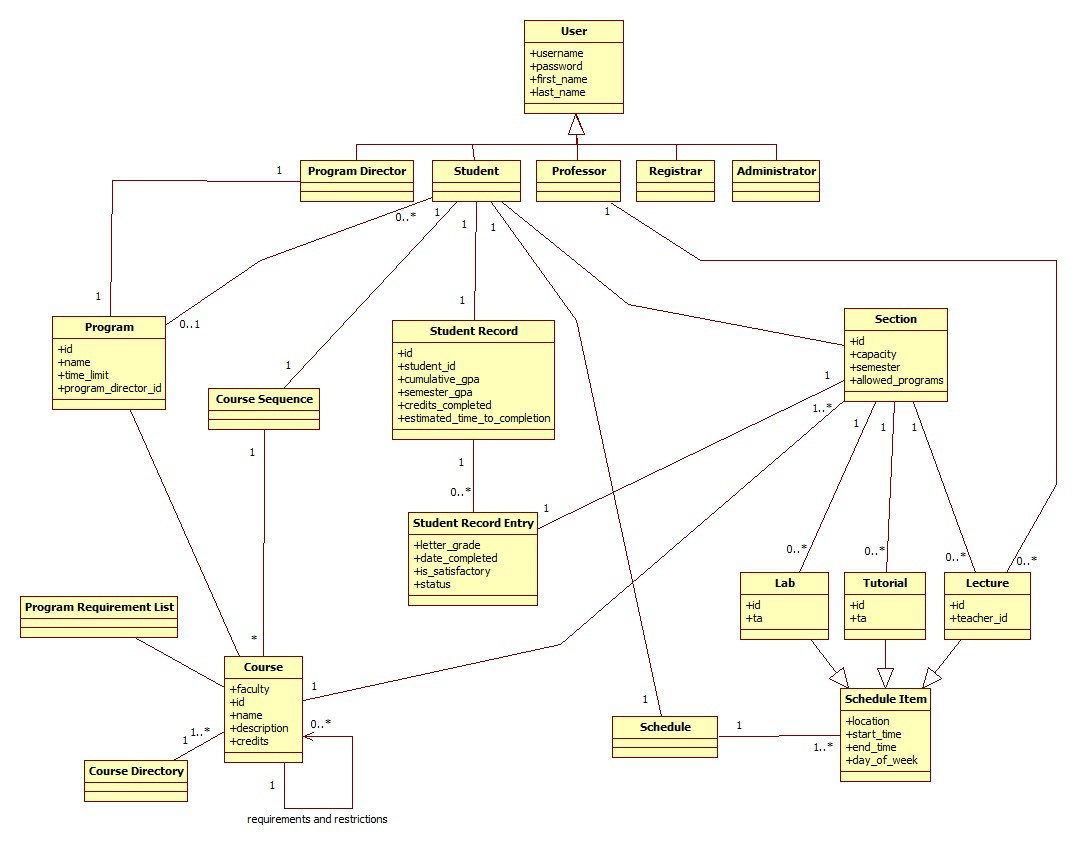 User
+username
+password
+first_name
+last_name
Program Director
Student
Professor
Registrar
Administrator
1
0..*
1
1
1
1
1
0..1
1
1
Program
+id
+name
+time_limit
+program_director_id
Course Sequence
Student Record
+id
+student_id
+cumulative_gpa
+semester_gpa
+credits_completed
+estimated_time_to_completion
Section
+id
+capacity
+semester
+allowed_programs
1
1..*
1
1
1
1
1
0..*
1
Student Record Entry
+letter_grade
+date_completed
+is_satisfactory
+status
0..*
0..*
0..*
0..*
Lab
+id
+ta
Tutorial
+id
+ta
Lecture
+id
+teacher_id
Program Requirement List
*
Course
+faculty
+id
+name
+description
+credits
1
0..*
1..*
1
Course Directory
1
requirements and restrictions
1
Schedule
1
1..*
Schedule Item
+location
+start_time
+end_time
+day_of_week